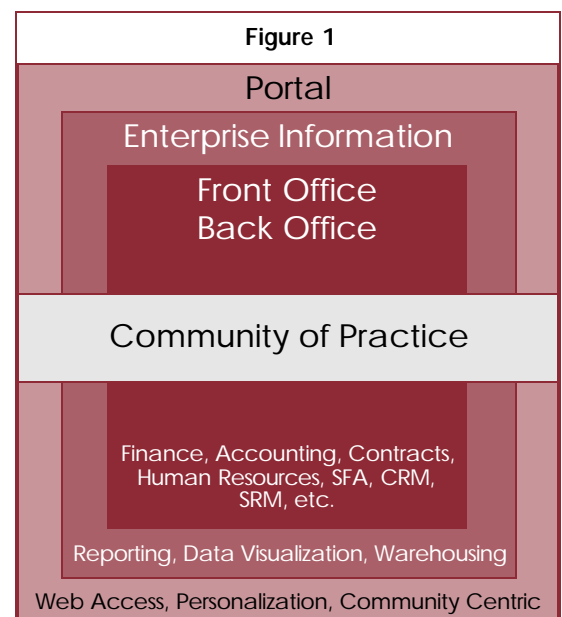 Figure 1
Portal
Enterprise Information
Front Office
Back Office
Community of Practice
Finance, Accounting, Contracts,
Human Resources, SFA, CRM,
SRM, etc.
Reporting, Data Visualization, Warehousing
Web Access, Personalization, Community Centric